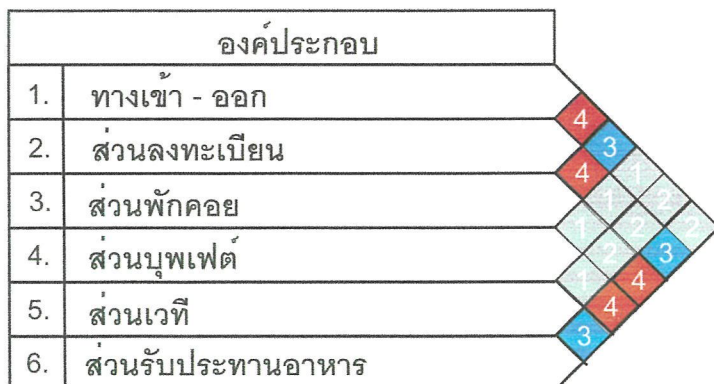 องค์ประกอบ
1. ทางเข้า - ออก
4
2. ส่วนลงทะเบียน
3
4 1
3. ส่วนพักคอย
1 2
1 2 2
4. ส่วนบุพเฟต์
2 3
1 4
5. ส่วนเวที
4
3
6. ส่วนรับประทานอาหาร